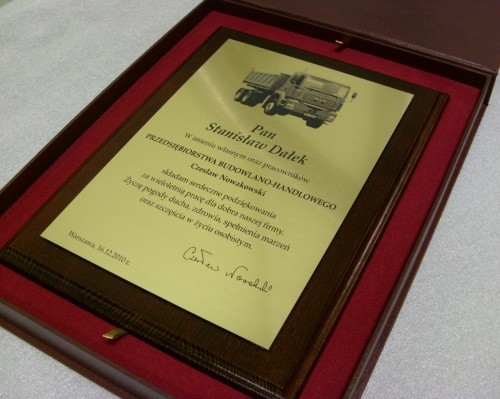 Pan
Stanisław Dałek
W imieniu własnym oraz pracowników
PRZEDSIĘBIORSTWA BUDOWLANO-HANDLOWEGO
Czesław Nowakowski
składam serdeczne podziękowania
za wieloletnią pracę dla dobra naszej firmy.
Życzę pogody ducha, zdrowia, spełnienia marzeń
oraz szczęścia w życiu osobistym.
Warszawa, 16.12.2010 r.